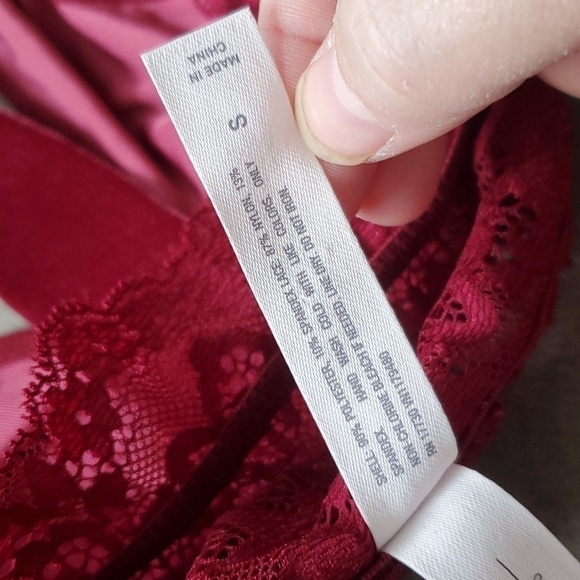 MADE IN
CHINA
S
SHELL: 90% POLYESTER, 10% SPANDEX LACE: 87% NYLON, 13%
SPANDEX. HAND WASH COLD WITH LIKE COLORS ONLY
NON-CHLORINE BLEACH IF NEEDED LINE DRY DO NOT IRON
RN 17730 IN1179480